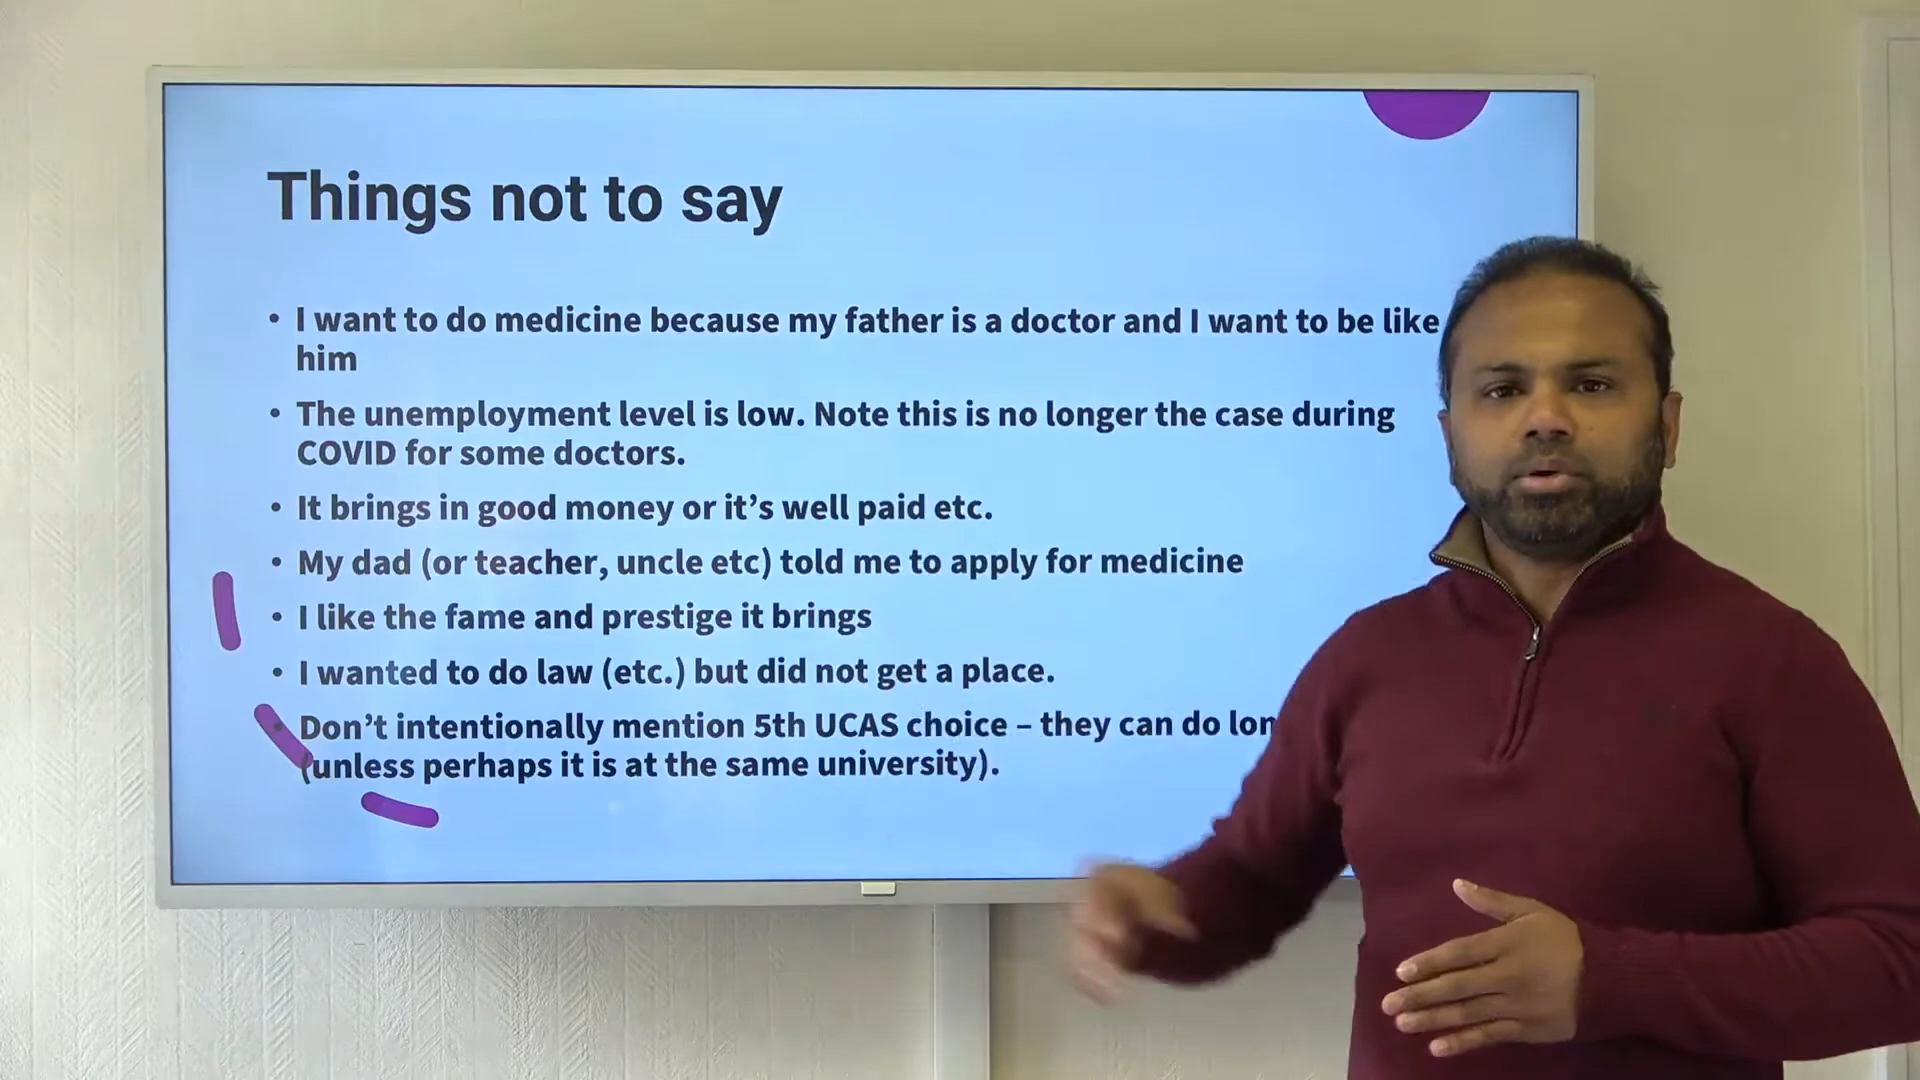 Things not to say
• I want to do medicine because my father is a doctor and I want to be like
him
• The unemployment level is low. Note this is no longer the case during
COVID for some doctors.
• It brings in good money or it’s well paid etc.
• My dad (or teacher, uncle etc) told me to apply for medicine
• I like the fame and prestige it brings
• I wanted to do law (etc.) but did not get a place.
• Don’t intentionally mention 5th UCAS choice – they can do
(unless perhaps it is at the same university).